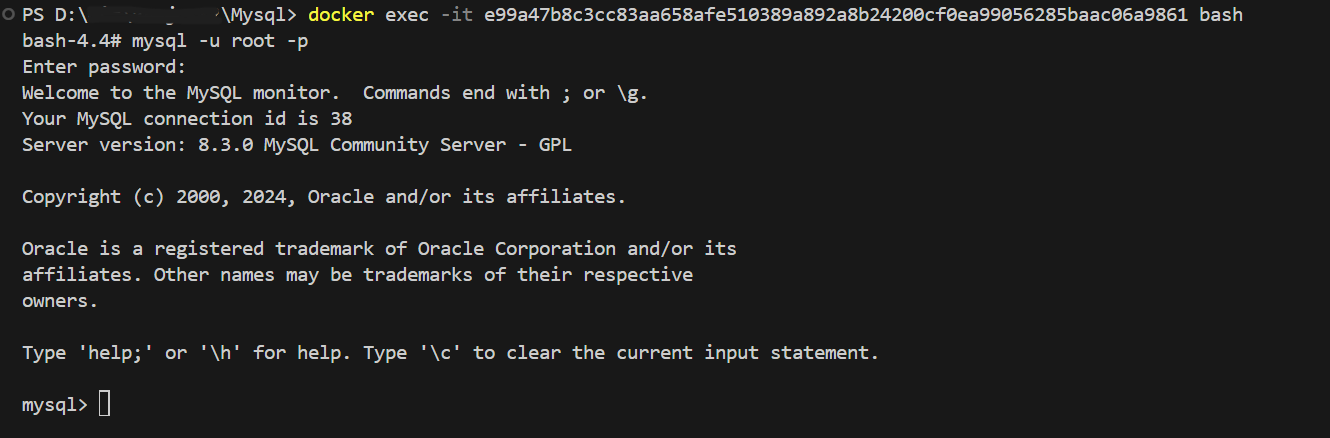 PS D:\ \Mysql> docker exec -it e99a47b8c3cc83aa658afe510389a892a8b24200cf0ea99056285baac06a9861 bash
bash-4.4# mysql -u root -p
Enter password:
Welcome to the MySQL monitor.  Commands end with ; or \g.
Your MySQL connection id is 38
Server version: 8.3.0 MySQL Community Server - GPL

Copyright (c) 2000, 2024, Oracle and/or its affiliates.

Oracle is a registered trademark of Oracle Corporation and/or its
affiliates. Other names may be trademarks of their respective
owners.

Type 'help;' or '\h' for help. Type '\c' to clear the current input statement.

mysql>